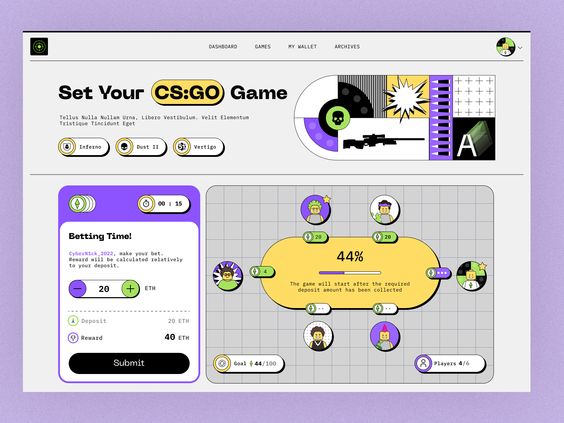 DASHBOARD GAMES MY WALLET ARCHIVES
Set Your CS:GO Game
Tellus Nulla Nullam Urna, Libero Vestibulum. Velit Elementum
Tristique Tincidunt Eget
Inferno Dust II Vertigo
A
00 : 15
Betting Time!
CyberN1ck_2022, make your bet.
Reward will be calculated relatively
to your deposit.
20 ETH
Deposit 20 ETH
Reward 40 ETH
Submit
20 20
4 ***
44%
The game will start after the required
deposit amount has been collected
-- --
Goal 44/100
Players 4/6